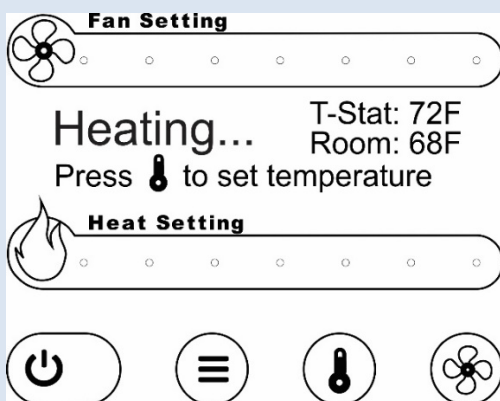 Fan Setting
Heating... T-Stat: 72F
Room: 68F
Press to set temperature
Heat Setting